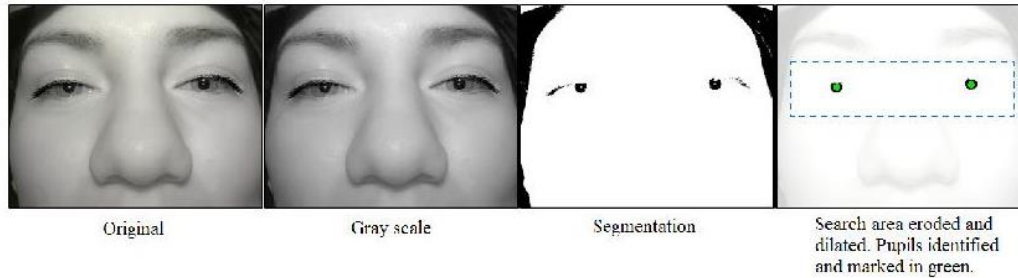 Original
Gray scale
Segmentation
Search area eroded and
dilated. Pupils identified
and marked in green.